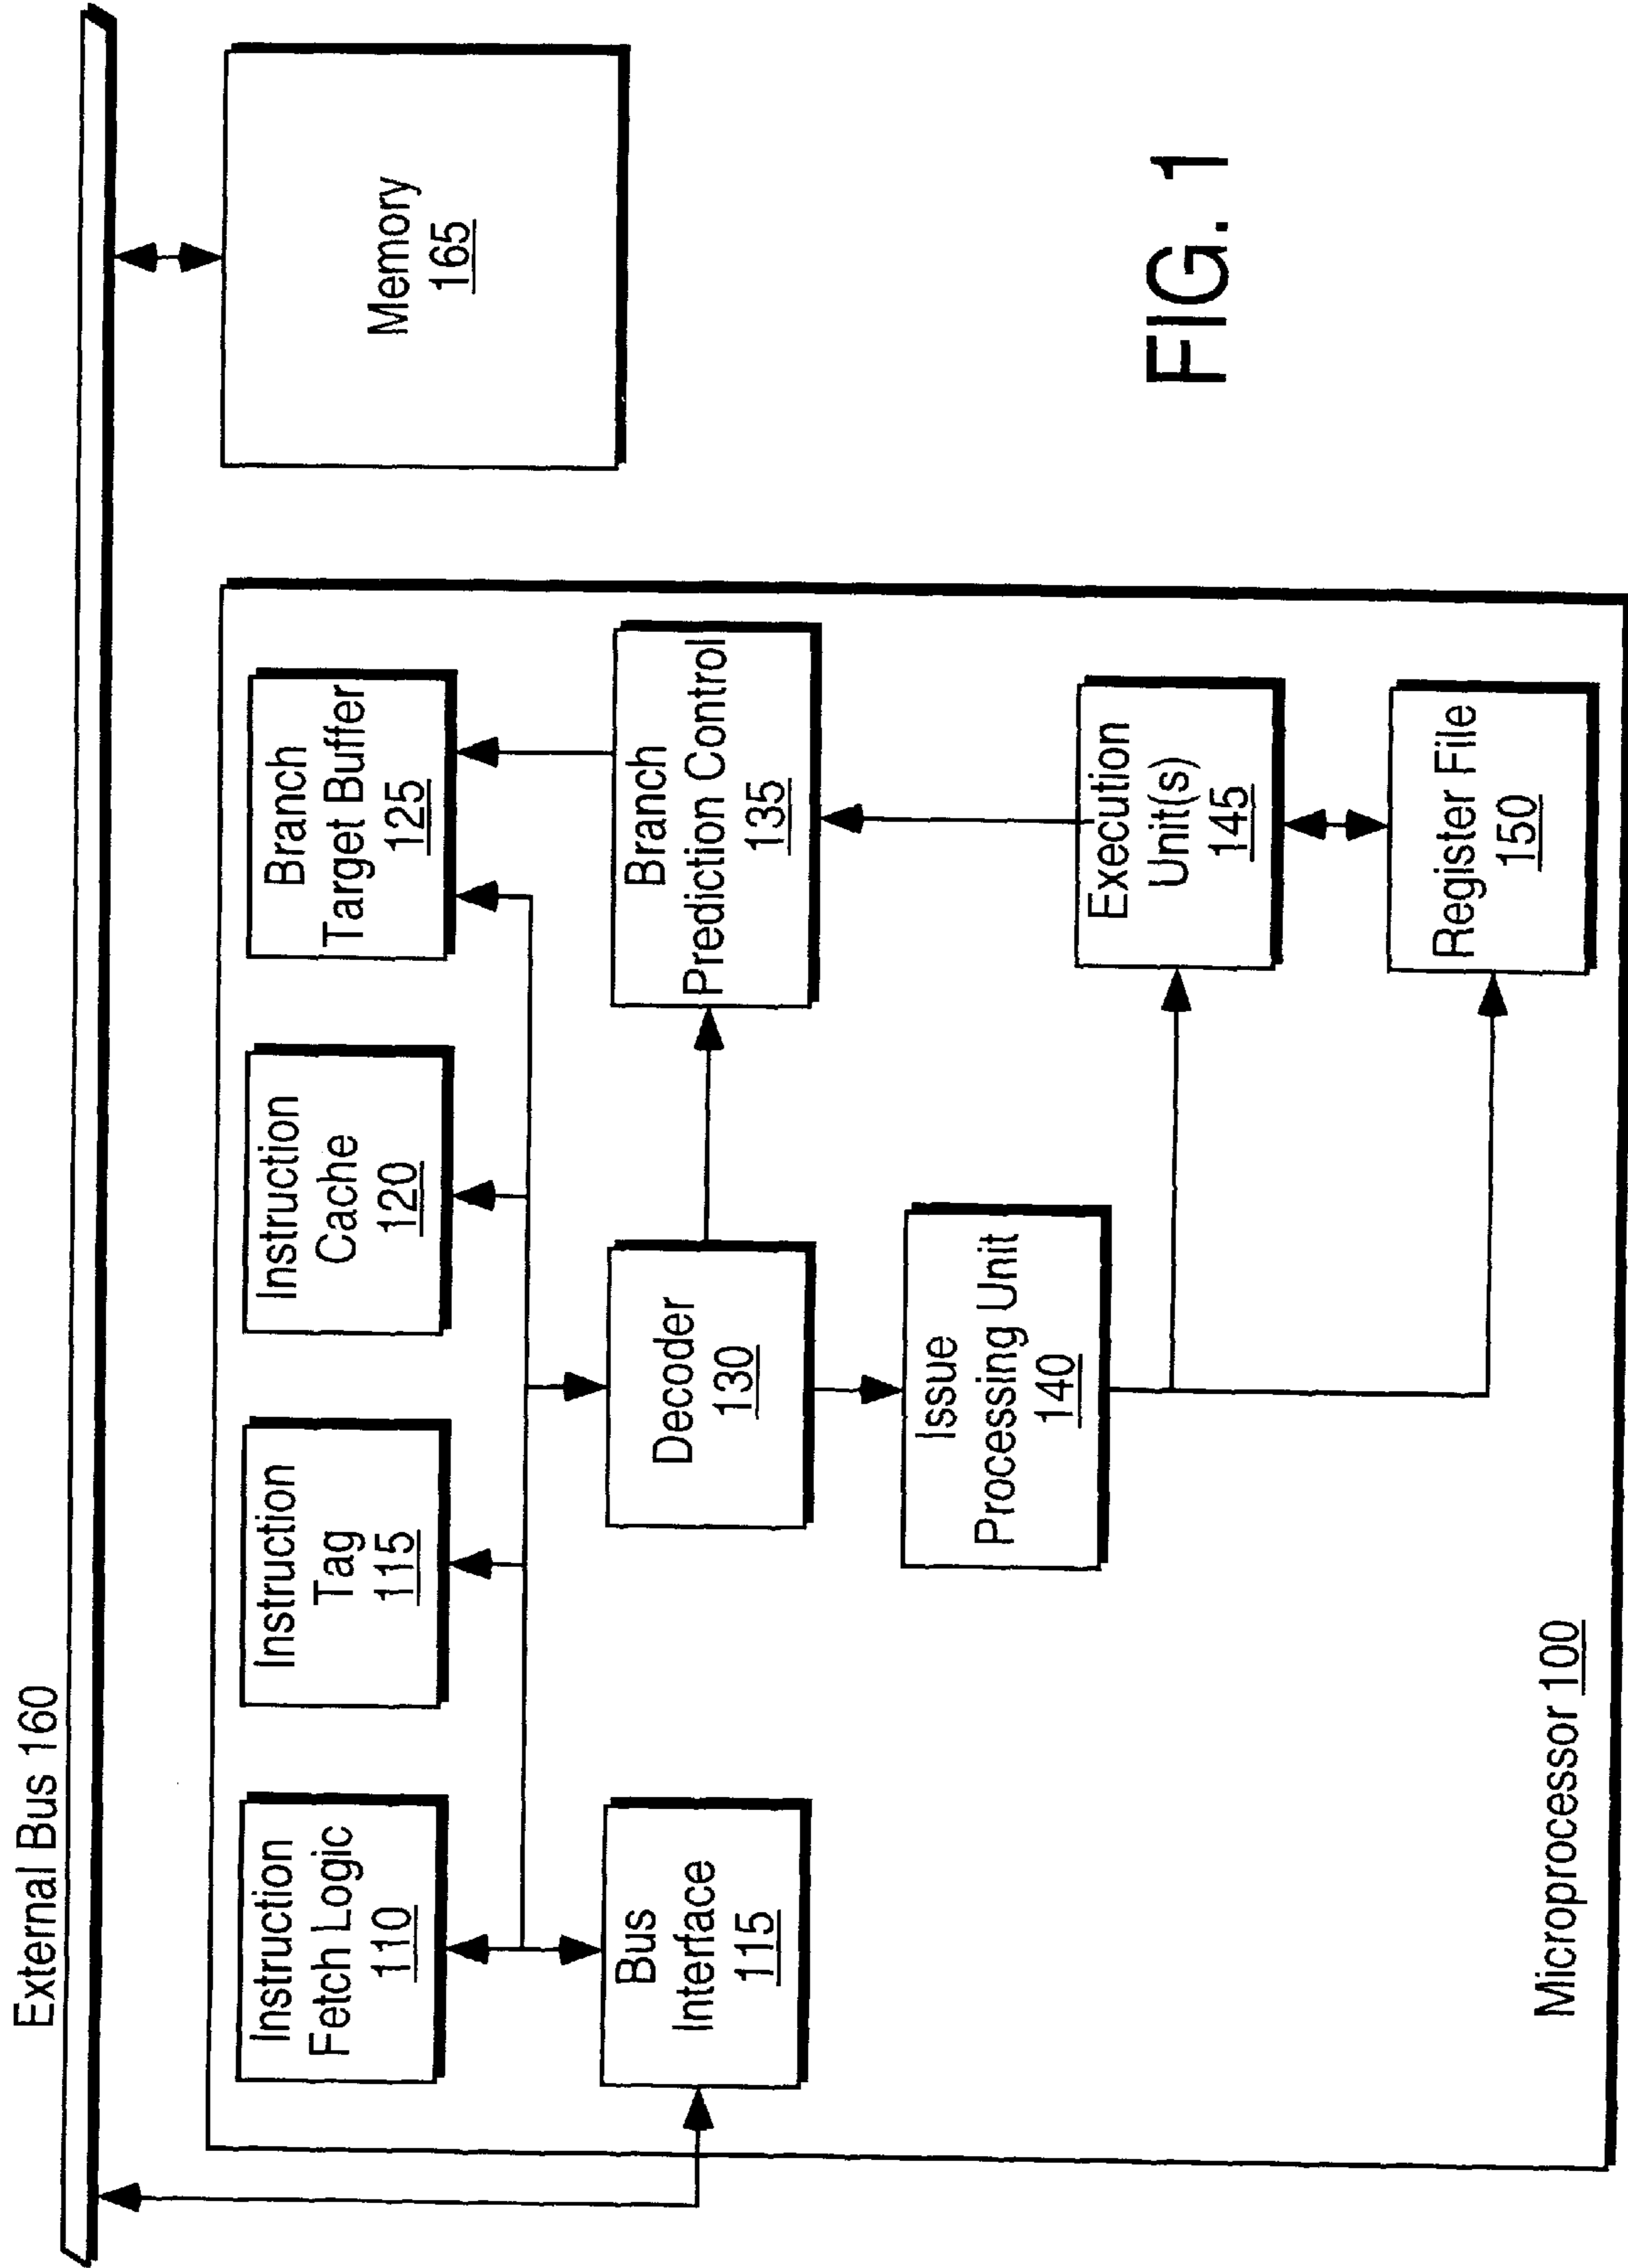 External Bus 160
Instruction
Fetch Logic
110
Instruction
Tag
115
Instruction
Cache
120
Branch
Target Buffer
125
Memory
165
Bus
Interface
115
Decoder
130
Branch
Prediction Control
135
Issue
Processing Unit
140
Execution
Unit(s)
145
Register File
150
Microprocessor 100
FIG. 1